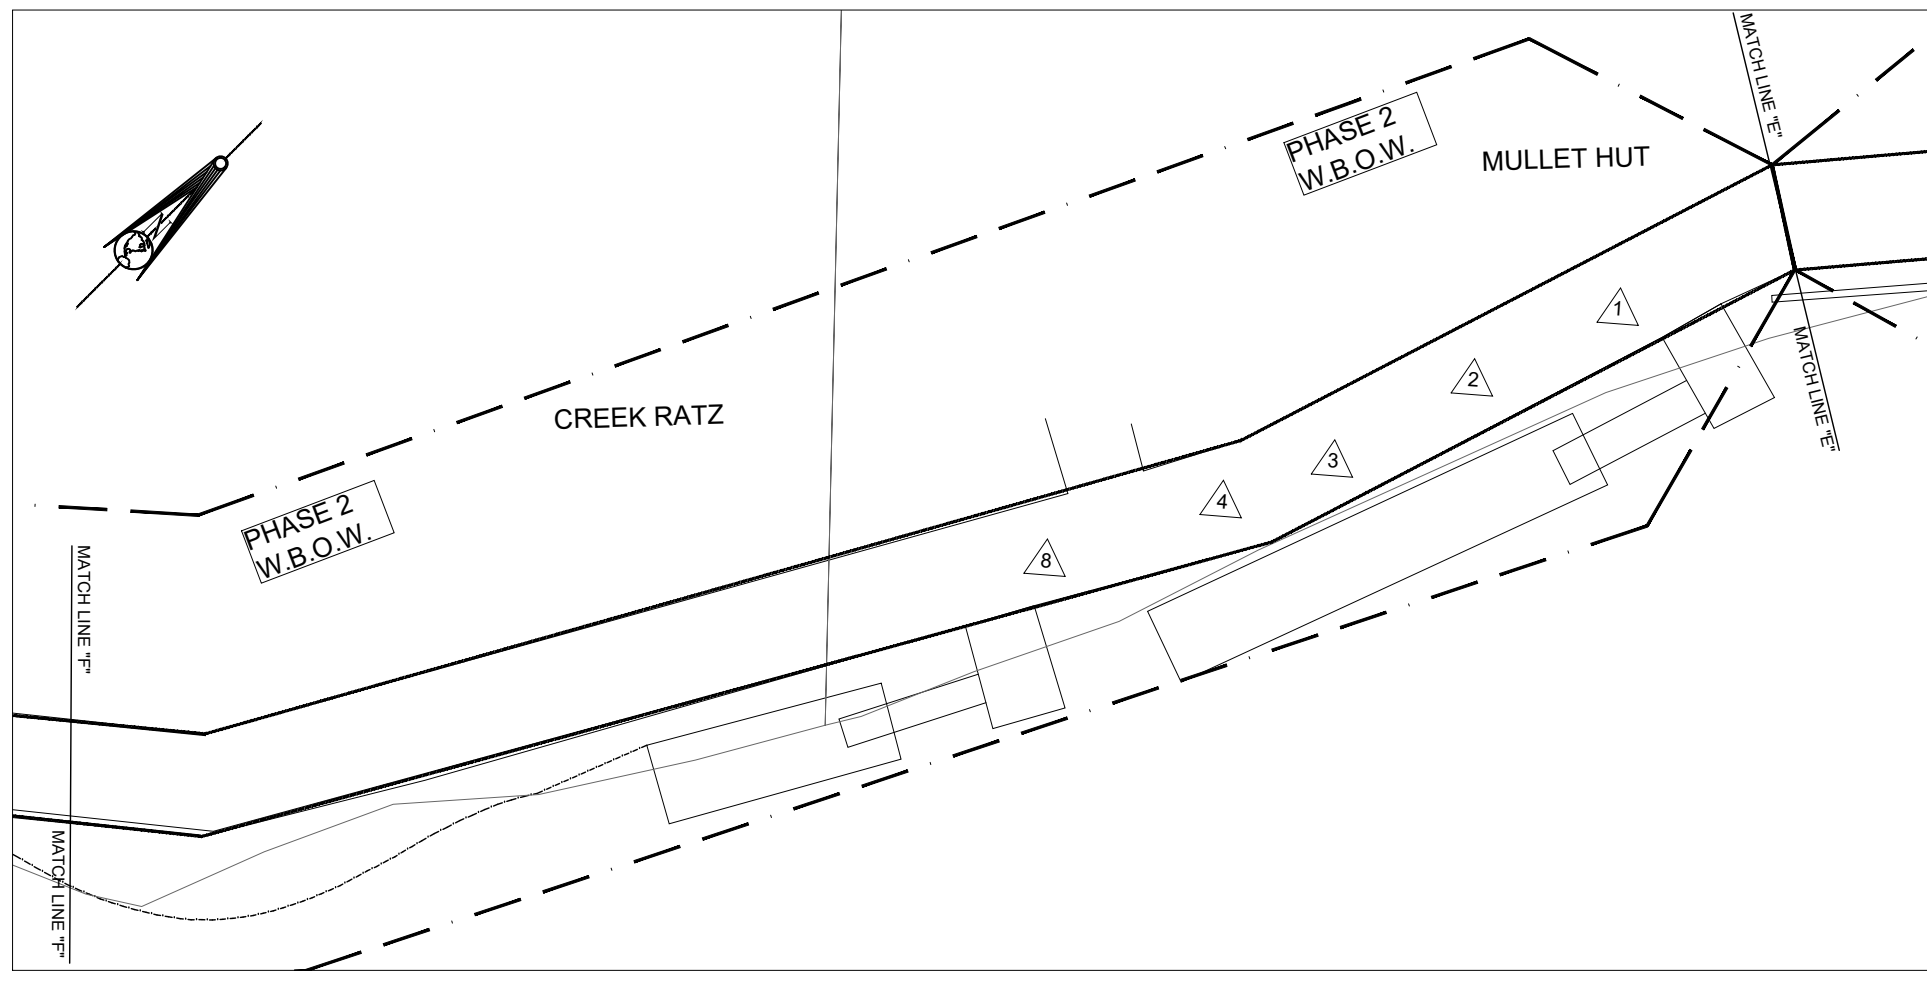 MATCH LINE "E"
PHASE 2
W.B.O.W.
MULLET HUT
N
1
2
MATCH LINE "E"
CREEK RATZ
3
4
PHASE 2
W.B.O.W.
8
MATCH LINE "F"
MATCH LINE "F"